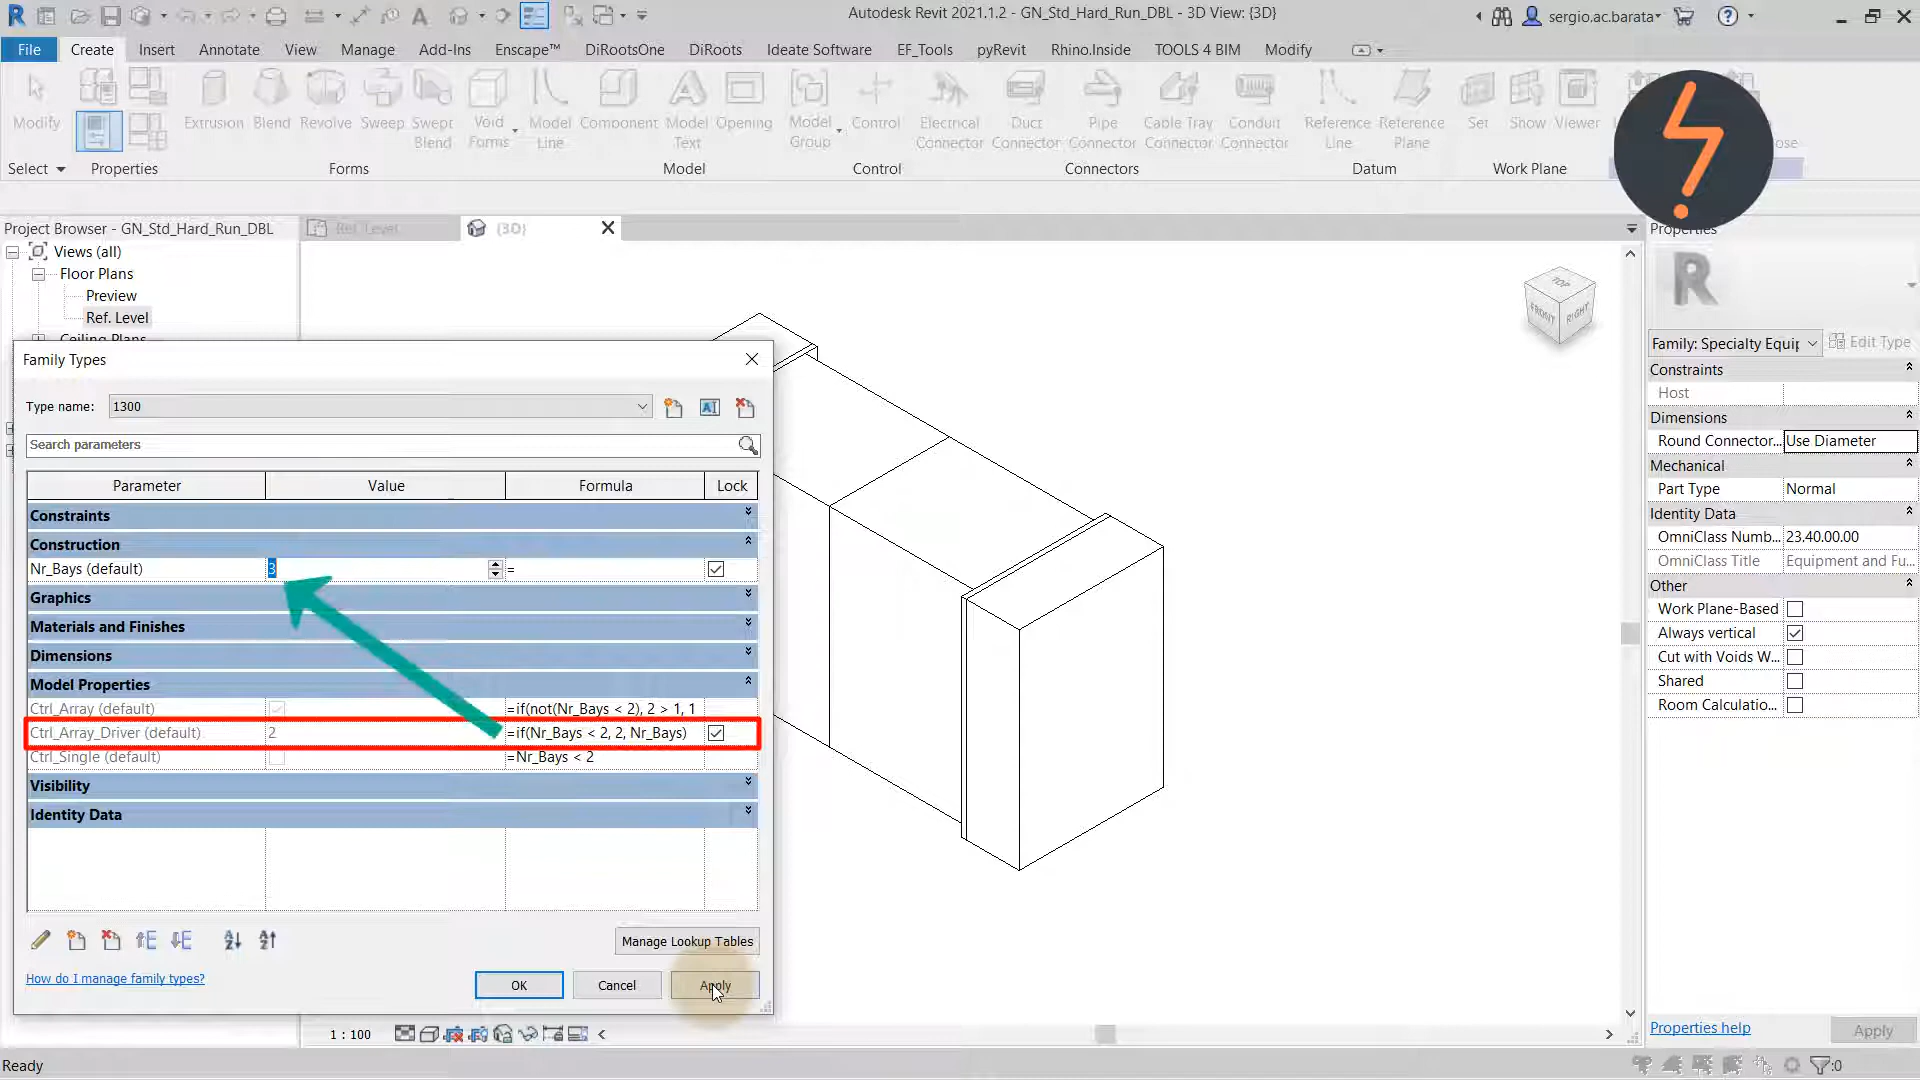 Autodesk Revit 2021.1.2 - GN_Std_Hard_Run_DBL - 3D View: {3D}
sergio.ac.barata
File Create Insert Annotate View Manage Add-Ins Enscape™ DiRootsOne DiRoots Ideate Software EF_Tools pyRevit Rhino.Inside TOOLS 4 BIM Modify
Modify Extrusion Blend Revolve Sweep Swept Blend Void Forms Model Line Component Model Text Opening Model Group Control Electrical Connector Duct Connector Pipe Connector Cable Tray Connector Conduit Connector Reference Line Reference Plane Set Show Viewer
Select Properties Forms Model Control Connectors Datum Work Plane
Project Browser - GN_Std_Hard_Run_DBL
Ref. Level
{3D}
Properties
Views (all)
Floor Plans
Preview
Ref. Level
Ceiling Plans
TOP
FRONT
RIGHT
Family Types
Type name: 1300
Search parameters
Parameter Value Formula Lock
Constraints
Construction
Nr_Bays (default) 3 =
Graphics
Materials and Finishes
Dimensions
Model Properties
Ctrl_Array (default) =if(not(Nr_Bays < 2), 2 > 1, 1
Ctrl_Array_Driver (default) 2 =if(Nr_Bays < 2, 2, Nr_Bays)
Ctrl_Single (default) =Nr_Bays < 2
Visibility
Identity Data
Manage Lookup Tables
How do I manage family types?
OK Cancel Apply
Family: Specialty Equip Edit Type
Constraints
Host
Dimensions
Round Connector... Use Diameter
Mechanical
Part Type Normal
Identity Data
OmniClass Numb... 23.40.00.00
OmniClass Title Equipment and Fu...
Other
Work Plane-Based
Always vertical
Cut with Voids W...
Shared
Room Calculatio...
Properties help
Apply
1 : 100
Ready
:0